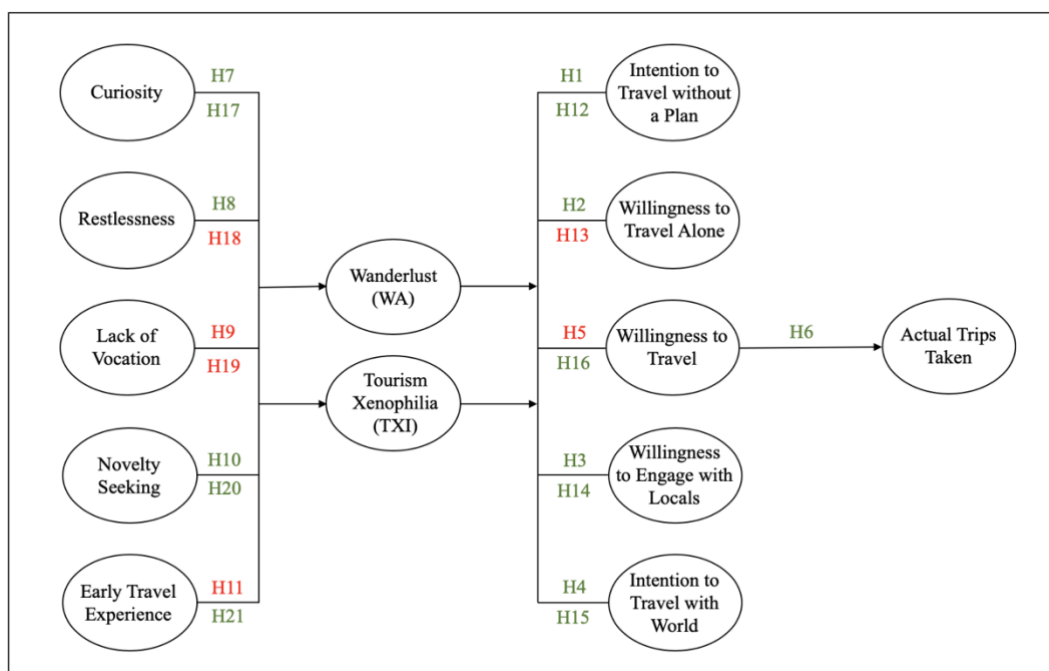 H7
Curiosity
H17
H8
Restlessness
H18
H9
Lack of
Vocation
H19
H10
Novelty
Seeking
H20
H11
Early Travel
Experience
H21
Wanderlust
(WA)
Tourism
Xenophilia
(TXI)
H1
Intention to
Travel without
a Plan
H12
H2
Willingness to
Travel Alone
H13
H5
Willingness to
Travel
H16
H6
Actual Trips
Taken
H3
Willingness
to Engage with
Locals
H14
H4
Intention to
Travel with
World
H15